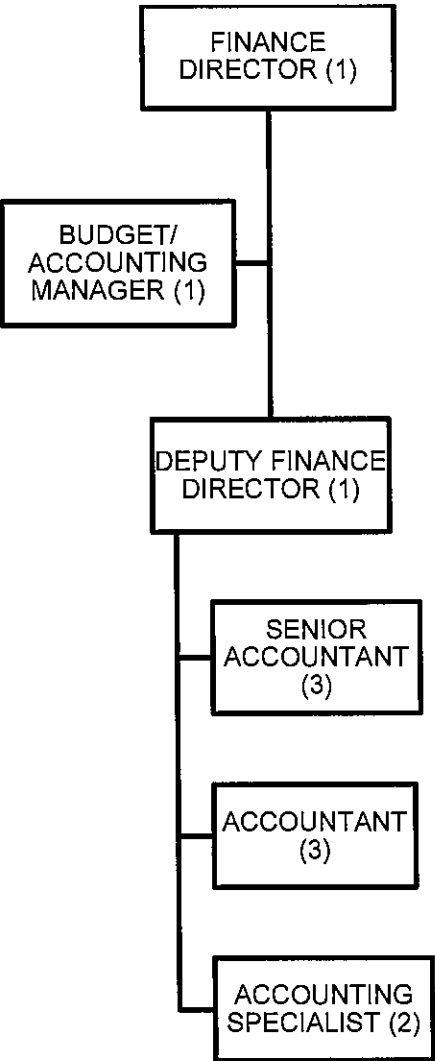 FINANCE
DIRECTOR (1)
BUDGET/
ACCOUNTING
MANAGER (1)
DEPUTY FINANCE
DIRECTOR (1)
SENIOR
ACCOUNTANT
(3)
ACCOUNTANT
(3)
ACCOUNTING
SPECIALIST (2)